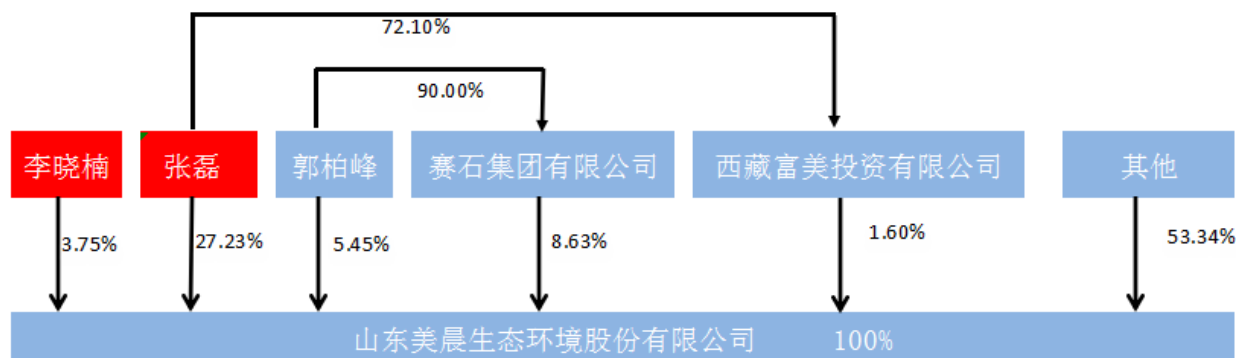 72.10%
90.00%
李晓楠
张磊
郭柏峰
赛石集团有限公司
西藏富美投资有限公司
其他
3.75%
27.23%
5.45%
8.63%
1.60%
53.34%
山东美晨生态环境股份有限公司 100%